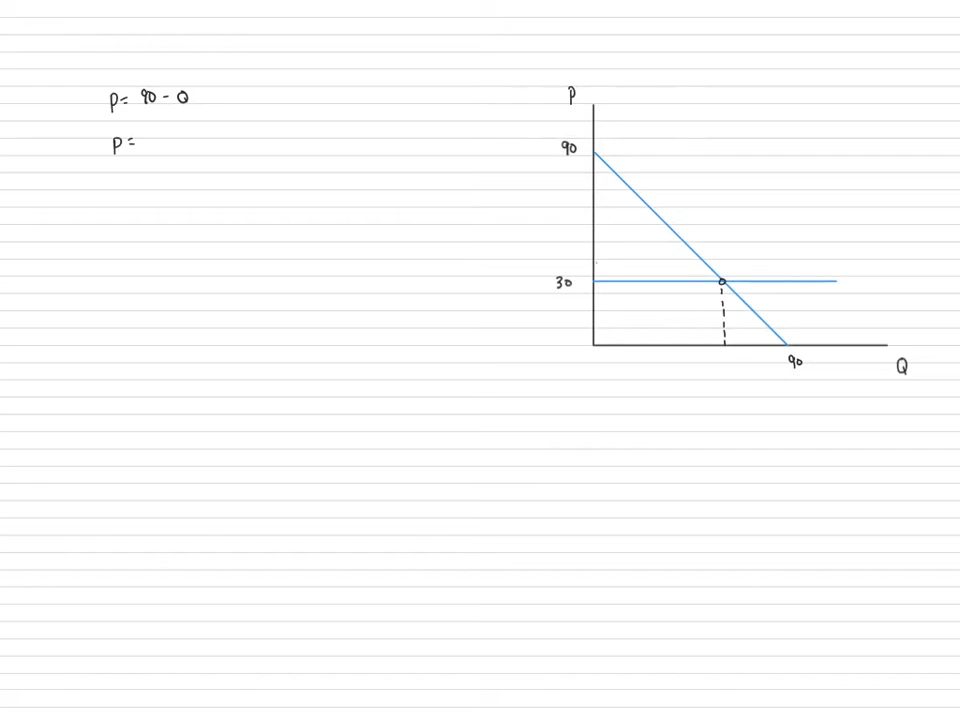 P = 90 - Q
P =
P
90
30
90
Q